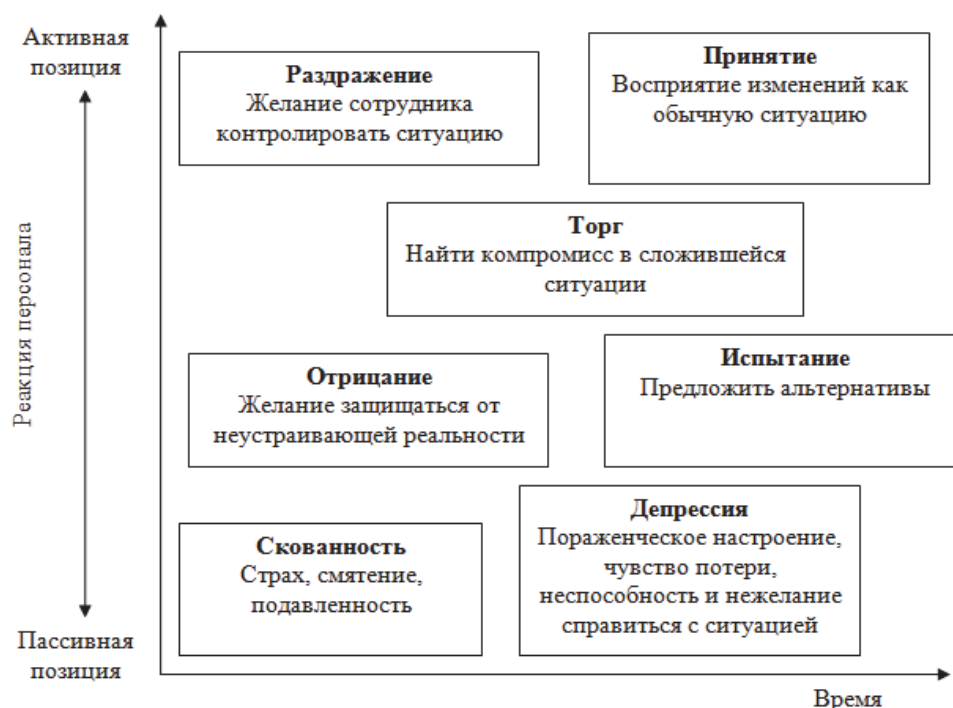 Активная
позиция
Раздражение
Желание сотрудника
контролировать ситуацию
Принятие
Восприятие изменений как
обычную ситуацию
Торг
Найти компромисс в сложившейся
ситуации
Реакция персонала
Отрицание
Желание защищаться от
неустраивающей реальности
Испытание
Предложить альтернативы
Скованность
Страх, смятение,
подавленность
Депрессия
Пораженческое настроение,
чувство потери,
неспособность и нежелание
справиться с ситуацией
Пассивная
позиция
Время